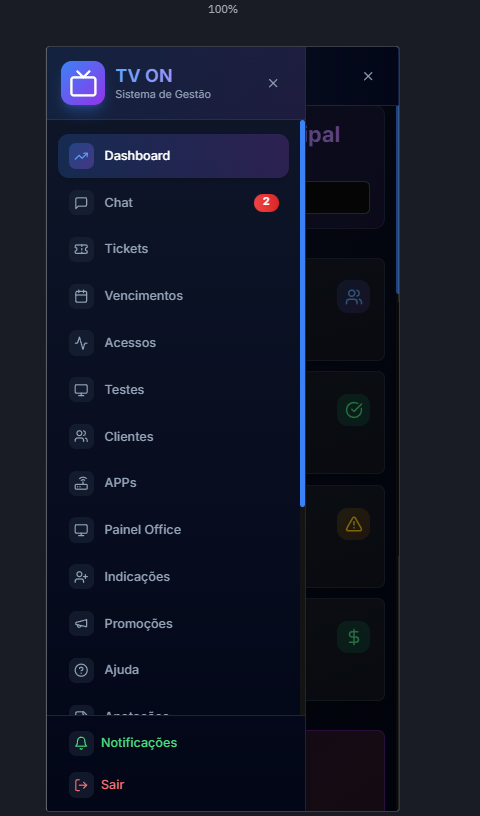 100%
TV ON
Sistema de Gestão
ipal
Dashboard
Chat
2
Tickets
Vencimentos
Acessos
Testes
Clientes
APPs
Painel Office
Indicações
Promoções
Ajuda
Anotações
Notificações
Sair